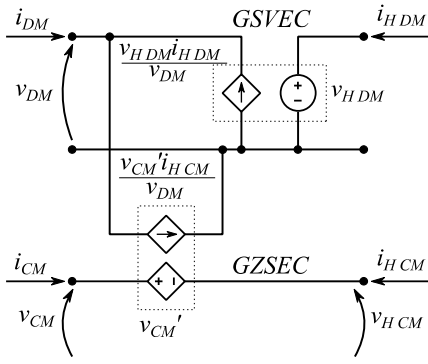 i_DM
GSVEC
i_H DM
v_H DM i_H DM
v_DM
v_DM
+
−
v_H DM
v_CM' i_H CM
v_DM
i_CM
GZSEC
i_H CM
+ −
v_CM
v_CM'
v_H CM